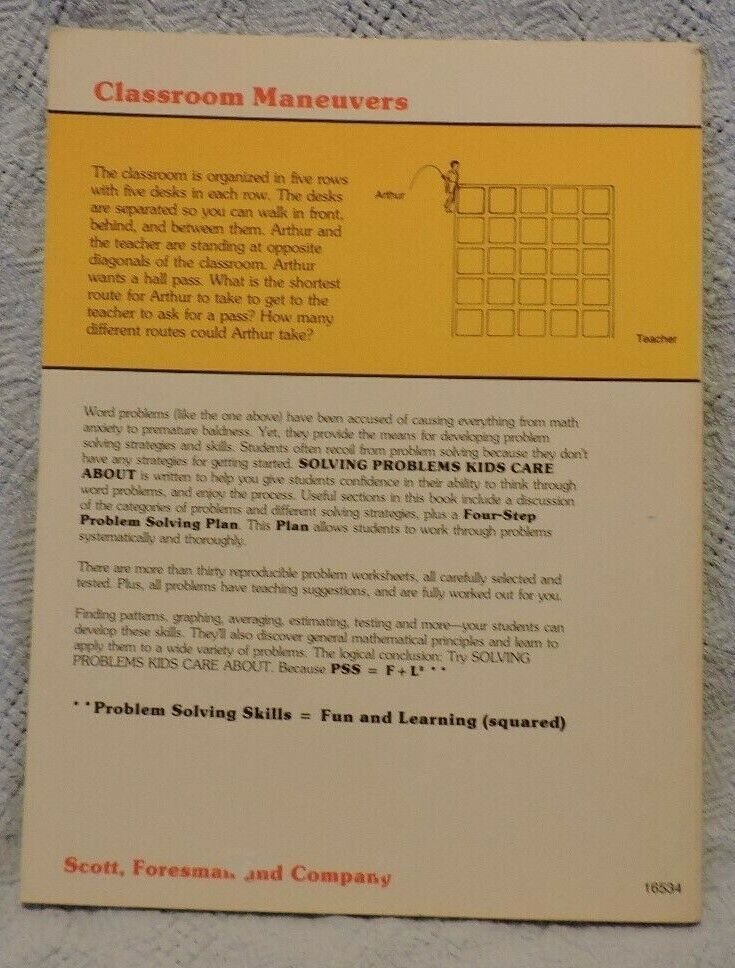 Classroom Maneuvers
The classroom is organized in five rows
with five desks in each row. The desks
are separated so you can walk in front,
behind, and between them. Arthur and
the teacher are standing at opposite
diagonals of the classroom. Arthur
wants a hall pass. What is the shortest
route for Arthur to take to get to the
teacher to ask for a pass? How many
different routes could Arthur take?
Arthur
Teacher
Word problems (like the one above) have been accused of causing everything from math
anxiety to premature baldness. Yet, they provide the means for developing problem
solving strategies and skills. Students often recoil from problem solving because they don't
have any strategies for getting started. SOLVING PROBLEMS KIDS CARE
ABOUT is written to help you give students confidence in their ability to think through
word problems, and enjoy the process. Useful sections in this book include a discussion
of the categories of problems and different solving strategies, plus a Four-Step
Problem Solving Plan. This Plan allows students to work through problems
systematically and thoroughly.
There are more than thirty reproducible problem worksheets, all carefully selected and
tested. Plus, all problems have teaching suggestions, and are fully worked out for you.
Finding patterns, graphing, averaging, estimating, testing and more—your students can
develop these skills. They'll also discover general mathematical principles and learn to
apply them to a wide variety of problems. The logical conclusion: Try SOLVING
PROBLEMS KIDS CARE ABOUT. Because PSS = F + L² **
**Problem Solving Skills = Fun and Learning (squared)
Scott, Foresman and Company
16534